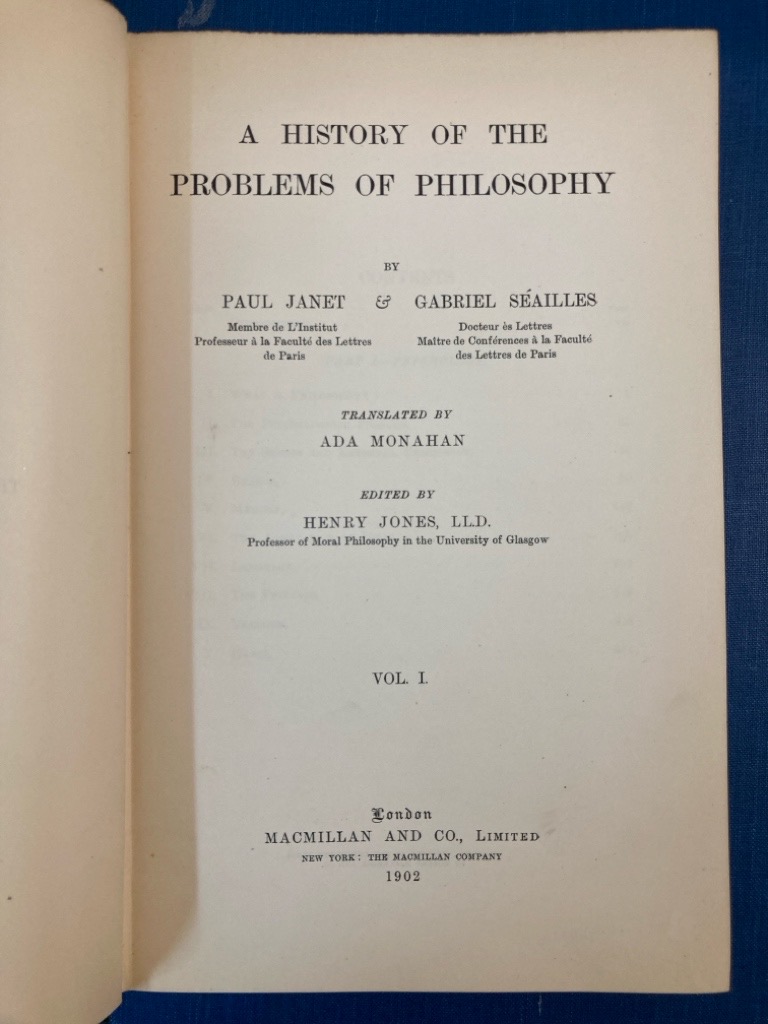 A HISTORY OF THE
PROBLEMS OF PHILOSOPHY
BY
PAUL JANET & GABRIEL SÉAILLES
Membre de L'Institut
Professeur à la Faculté des Lettres
de Paris
Docteur ès Lettres
Maître de Conférences à la Faculté
des Lettres de Paris
TRANSLATED BY
ADA MONAHAN
EDITED BY
HENRY JONES, LL.D.
Professor of Moral Philosophy in the University of Glasgow
VOL. I.
London
MACMILLAN AND CO., LIMITED
NEW YORK: THE MACMILLAN COMPANY
1902